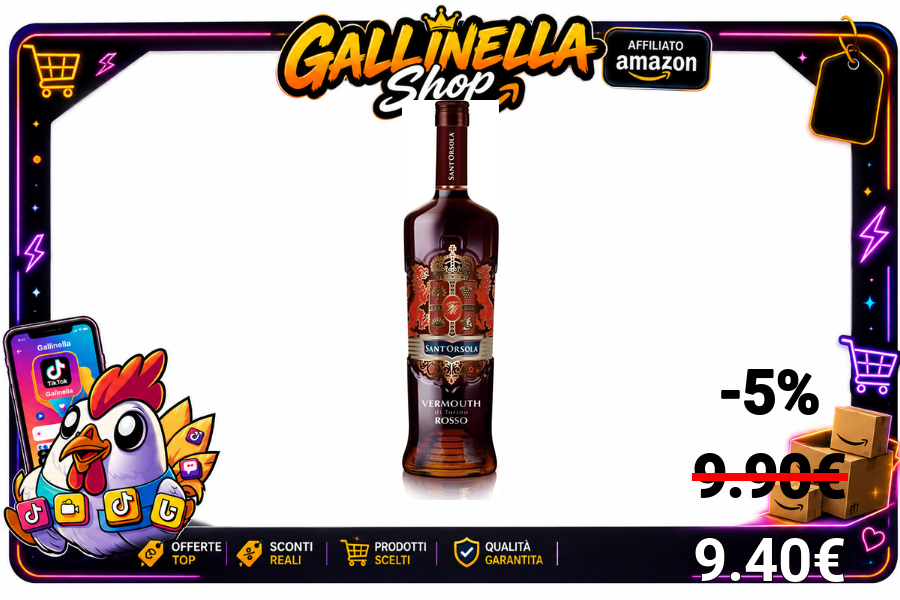 GALLINELLA
Shop
AFFILIATO
amazon
SANT'ORSOLA
SANT'ORSOLA
VERMOUTH
di Torino
ROSSO
Gallinella
TikTok
Gallinella
-5%
9.90€
9.40€
OFFERTE
TOP
SCONTI
REALI
PRODOTTI
SCELTI
QUALITÀ
GARANTITA